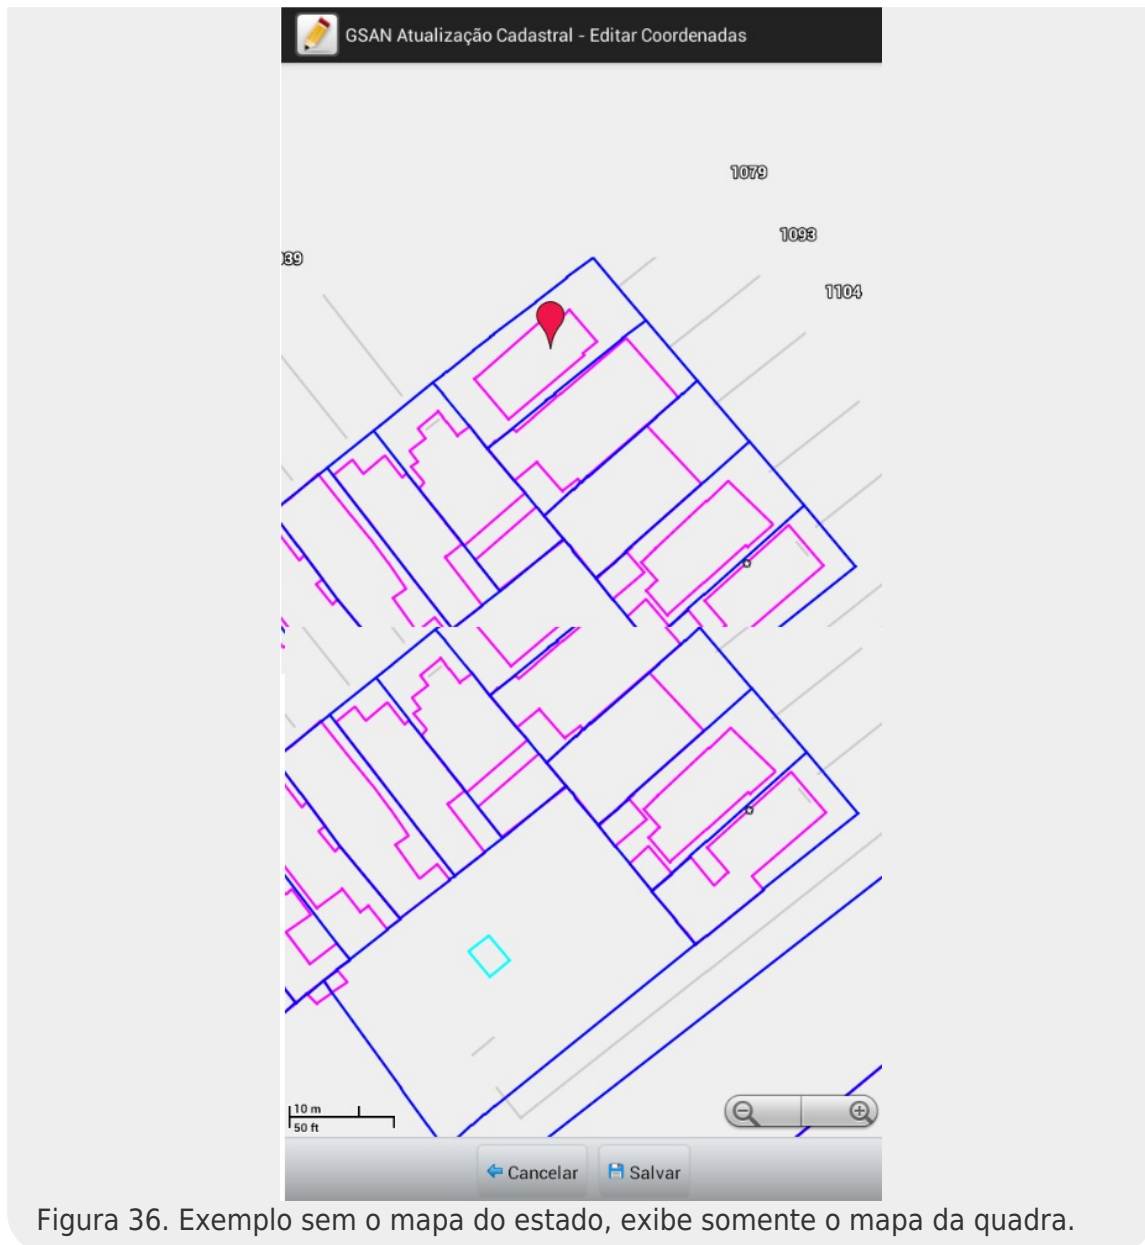 GSAN Atualização Cadastral - Editar Coordenadas
1079
1093
039
1104
10 m
50 ft
Cancelar
Salvar
Figura 36. Exemplo sem o mapa do estado, exibe somente o mapa da quadra.